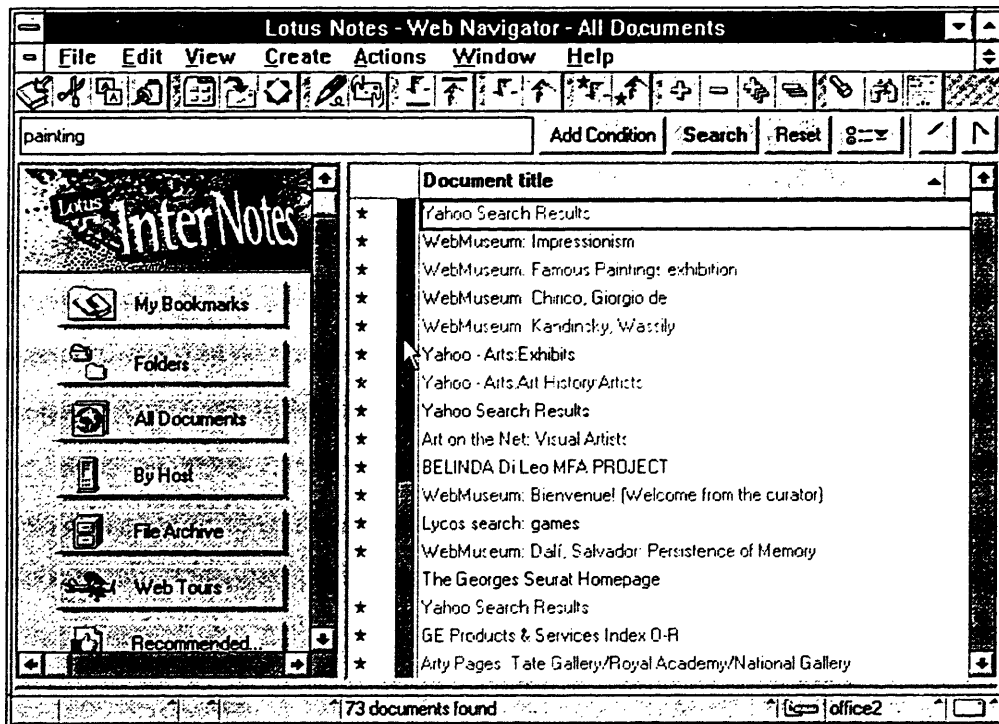 Lotus Notes - Web Navigator - All Documents
File Edit View Create Actions Window Help
painting Add Condition Search Reset
Lotus InterNotes
My Bookmarks
Folders
All Documents
By Host
File Archive
Web Tours
Recommended...
Document title
Yahoo Search Results
WebMuseum: Impressionism
WebMuseum: Famous Paintings exhibition
WebMuseum: Chirico, Giorgio de
WebMuseum: Kandinsky, Wassily
Yahoo - Arts:Exhibits
Yahoo - Arts:Art History:Artists
Yahoo Search Results
Art on the Net: Visual Artists
BELINDA Di Leo MFA PROJECT
WebMuseum: Bienvenue! (Welcome from the curator)
Lycos search: games
WebMuseum: Dalí, Salvador: Persistence of Memory
The Georges Seurat Homepage
Yahoo Search Results
GE Products & Services Index O-R
Arty Pages Tate Gallery/Royal Academy/National Gallery
73 documents found office2